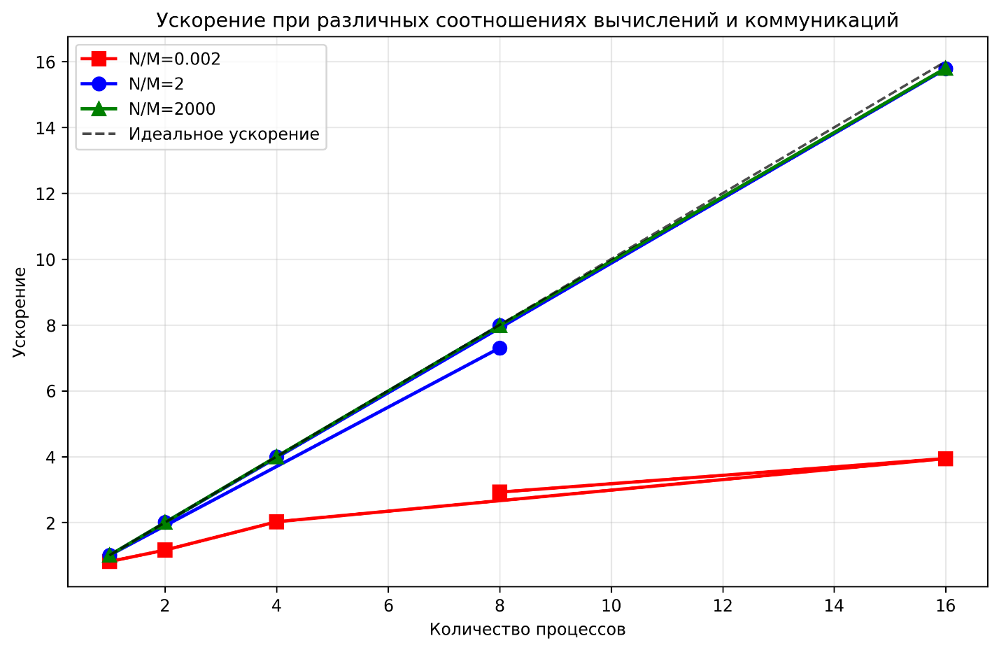 Ускорение при различных соотношениях вычислений и коммуникаций
N/M=0.002
N/M=2
N/M=2000
Идеальное ускорение
16
14
12
10
8
6
4
2
Ускорение
2 4 6 8 10 12 14 16
Количество процессов